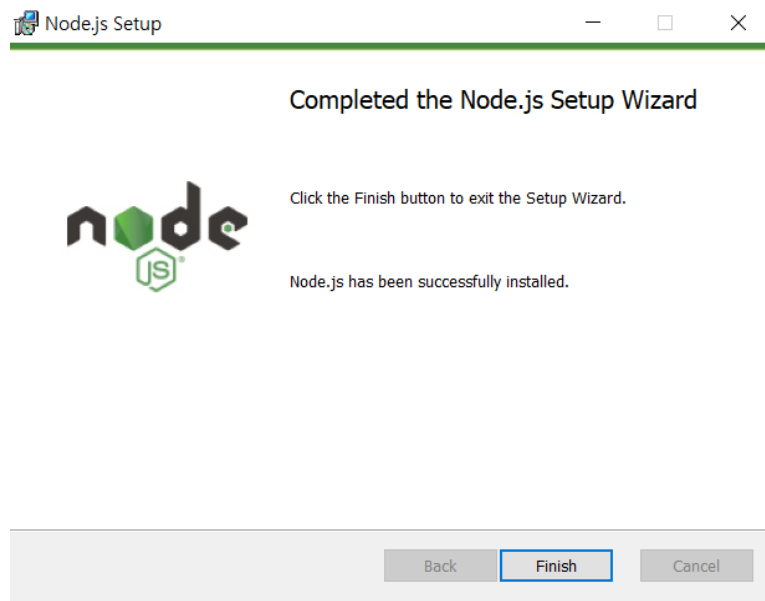 Node.js Setup
Completed the Node.js Setup Wizard
node
JS
Click the Finish button to exit the Setup Wizard.
Node.js has been successfully installed.
Back
Finish
Cancel